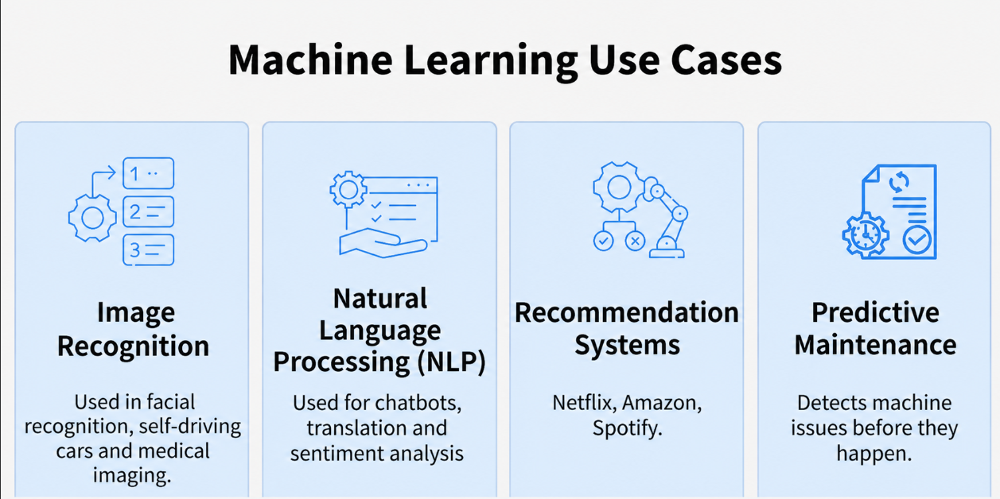 Machine Learning Use Cases
1
2
3
Image
Recognition
Used in facial
recognition, self-driving
cars and medical
imaging.
Natural
Language
Processing (NLP)
Used for chatbots,
translation and
sentiment analysis
Recommendation
Systems
Netflix, Amazon,
Spotify.
Predictive
Maintenance
Detects machine
issues before they
happen.